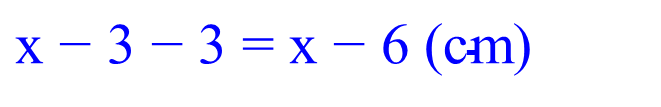 x − 3 − 3 = x − 6 (cm)